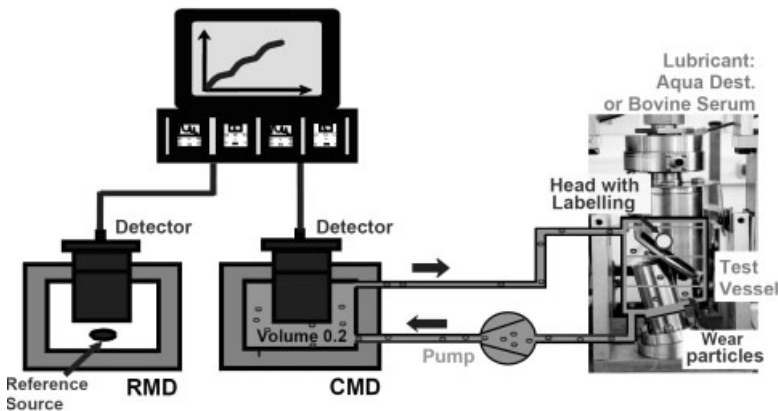 Lubricant:
Aqua Dest.
or Bovine Serum
Head with
Labelling
Detector
Detector
Test
Vessel
Volume 0.2
Pump
Wear
particles
Reference
Source
RMD
CMD